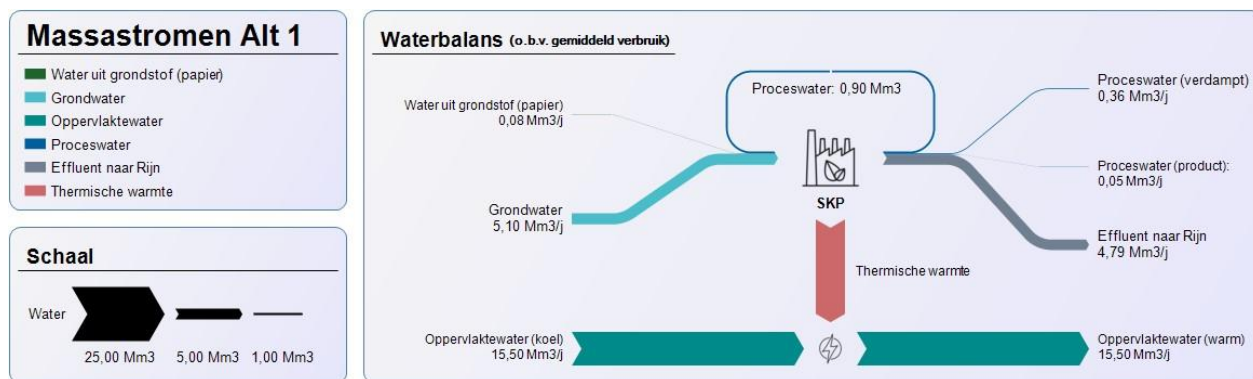 Massastromen Alt 1
Water uit grondstof (papier)
Grondwater
Oppervlaktewater
Proceswater
Effluent naar Rijn
Thermische warmte
Schaal
Water
25,00 Mm3 5,00 Mm3 1,00 Mm3
Waterbalans (o.b.v. gemiddeld verbruik)
Proceswater: 0,90 Mm3
Water uit grondstof (papier)
0,08 Mm3/j
Grondwater
5,10 Mm3/j
SKP
Proceswater (verdampt)
0,36 Mm3/j
Proceswater (product):
0,05 Mm3/j
Effluent naar Rijn
4,79 Mm3/j
Thermische warmte
Oppervlaktewater (koel)
15,50 Mm3/j
Oppervlaktewater (warm)
15,50 Mm3/j